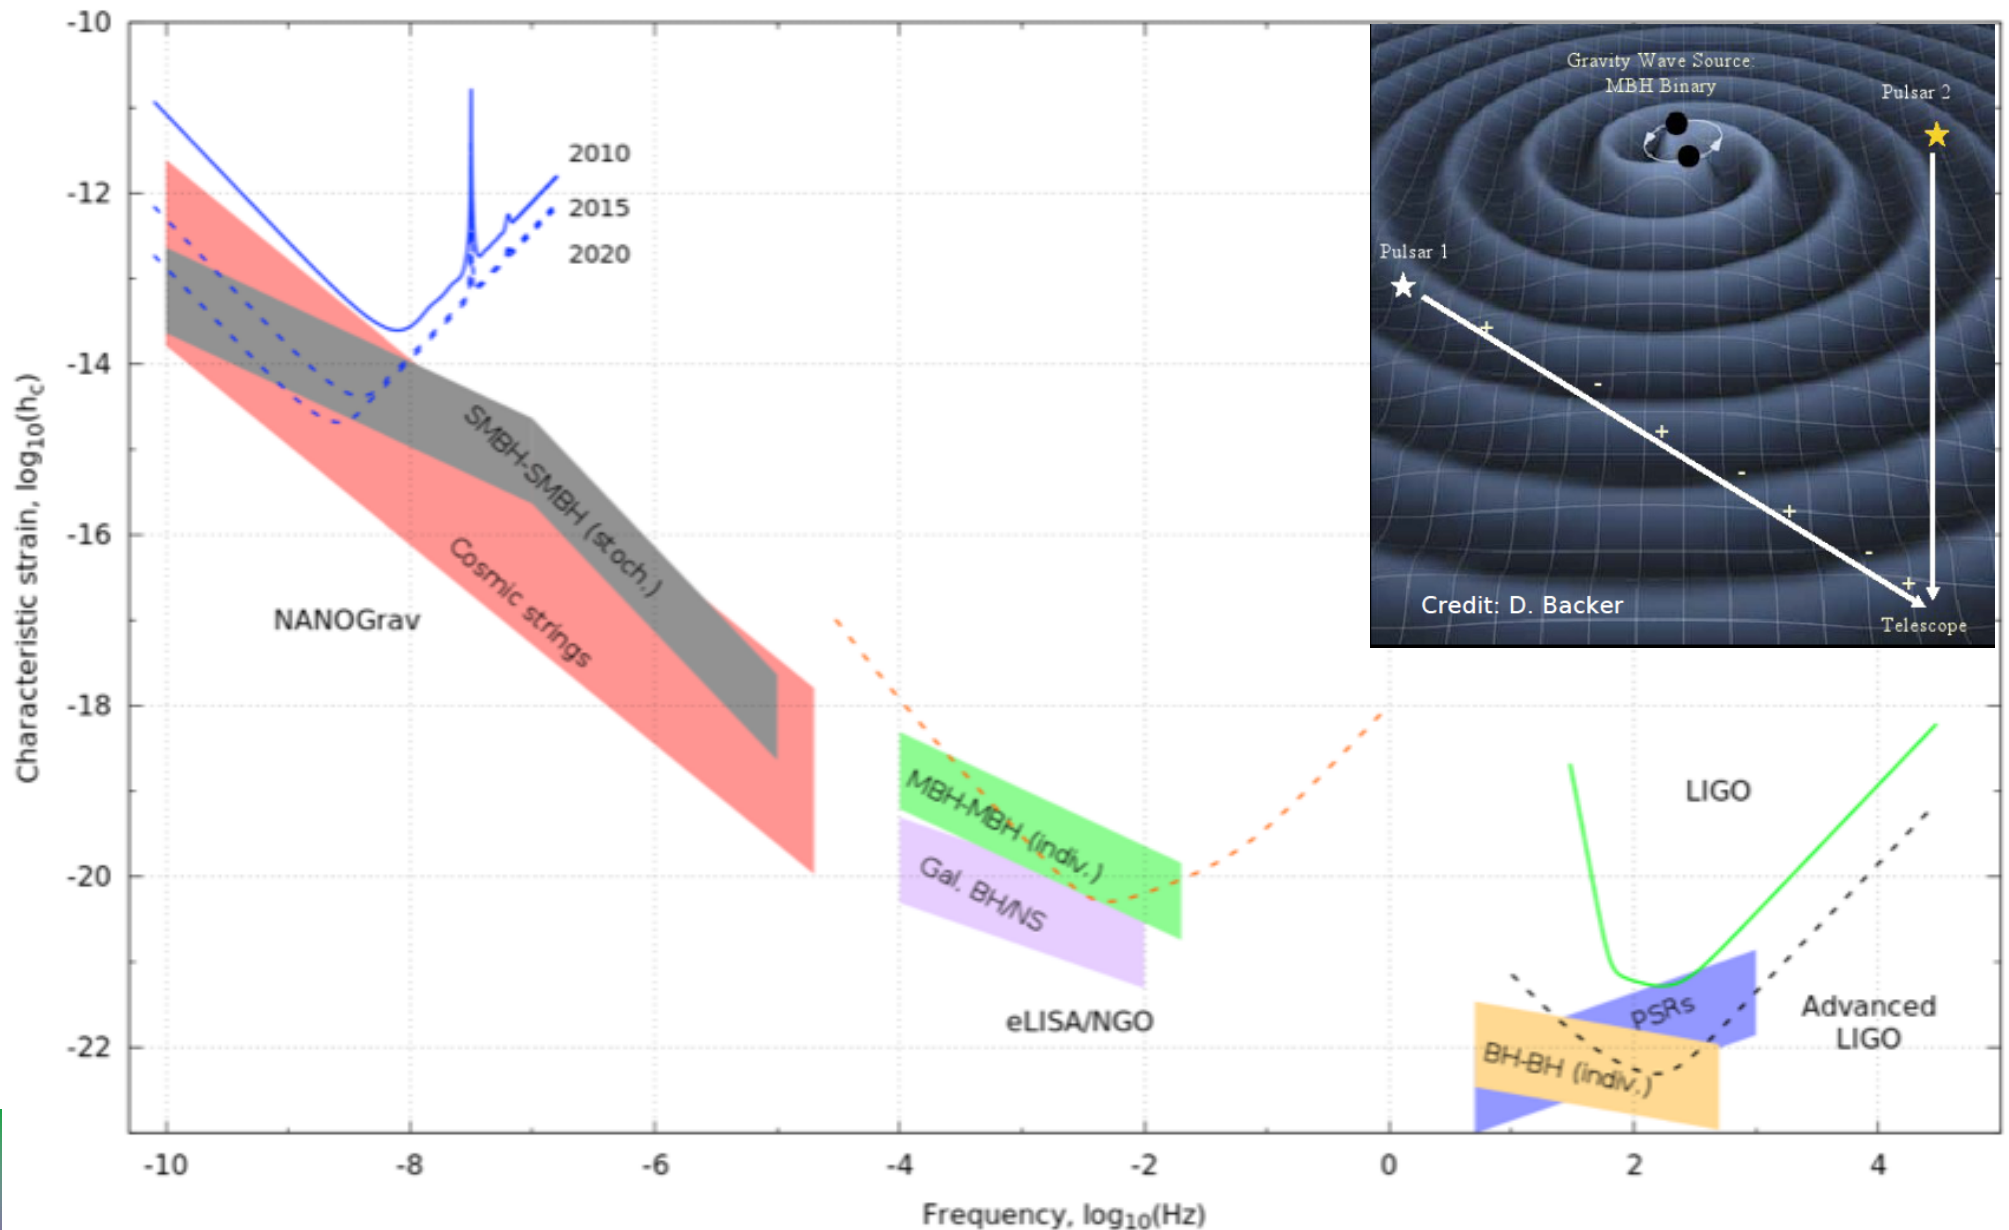 -10
-12
-14
-16
-18
-20
-22
Characteristic strain, log10(hc)
2010
2015
2020
SMBH-SMBH (stoch.)
Cosmic strings
NANOGrav
MBH-MBH (indiv.)
Gal. BH/NS
eLISA/NGO
Gravity Wave Source:
MBH Binary
Pulsar 2
Pulsar 1
+
-
+
-
+
-
+
Credit: D. Backer
Telescope
LIGO
PSRs
BH-BH (indiv.)
Advanced
LIGO
-10 -8 -6 -4 -2 0 2 4
Frequency, log10(Hz)